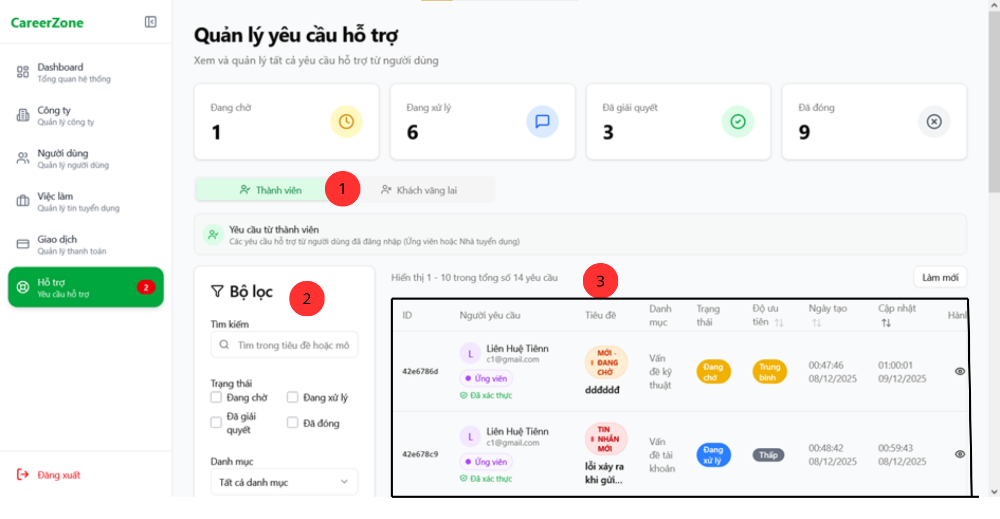 CareerZone
Dashboard
Tổng quan hệ thống
Công ty
Quản lý công ty
Người dùng
Quản lý người dùng
Việc làm
Quản lý tin tuyển dụng
Giao dịch
Quản lý thanh toán
Hỗ trợ
Yêu cầu hỗ trợ
2
Đăng xuất
Quản lý yêu cầu hỗ trợ
Xem và quản lý tất cả yêu cầu hỗ trợ từ người dùng
Đang chờ
1
Đang xử lý
6
Đã giải quyết
3
Đã đóng
9
Thành viên
1
Khách vãng lai
Yêu cầu từ thành viên
Các yêu cầu hỗ trợ từ người dùng đã đăng nhập (Ứng viên hoặc Nhà tuyển dụng)
Bộ lọc
2
Tìm kiếm
Tìm trong tiêu đề hoặc mô
Trạng thái
Đang chờ
Đang xử lý
Đã giải
quyết
Đã đóng
Danh mục
Tất cả danh mục
Hiển thị 1 - 10 trong tổng số 14 yêu cầu
3
Làm mới
ID
Người yêu cầu
Tiêu đề
Danh
mục
Trạng
thái
Độ ưu
tiên
Ngày tạo
Cập nhật
Hành
42e6786d
L
Liên Huệ Tiênn
c1@gmail.com
Ứng viên
Đã xác thực
MỚI -
ĐANG
CHỜ
dddddd
Vấn
đề kỹ
thuật
Đang
chờ
Trung
bình
00:47:46
08/12/2025
01:00:01
09/12/2025
42e678c9
L
Liên Huệ Tiênn
c1@gmail.com
Ứng viên
Đã xác thực
TIN
NHẮN
MỚI
lỗi xảy ra
khi gửi...
Vấn
đề tài
khoản
Đang
xử lý
Thấp
00:48:42
08/12/2025
00:59:43
08/12/2025